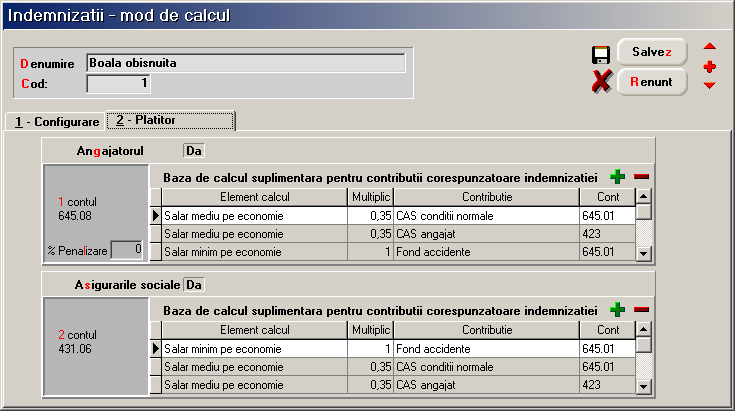 Indemnizatii - mod de calcul
Denumire Boala obisnuita
Cod: 1
Salvez
Renunt
1 - Configurare 2 - Platitor
Angajatorul Da
1 contul
645.08
% Penalizare 0
Baza de calcul suplimentara pentru contributii corespunzatoare indemnizatiei
Element calcul Multiplic Contributie Cont
Salar mediu pe economie 0,35 CAS conditii normale 645.01
Salar mediu pe economie 0,35 CAS angajat 423
Salar minim pe economie 1 Fond accidente 645.01
Asigurarile sociale Da
2 contul
431.06
Baza de calcul suplimentara pentru contributii corespunzatoare indemnizatiei
Element calcul Multiplic Contributie Cont
Salar minim pe economie 1 Fond accidente 645.01
Salar mediu pe economie 0,35 CAS conditii normale 645.01
Salar mediu pe economie 0,35 CAS angajat 423